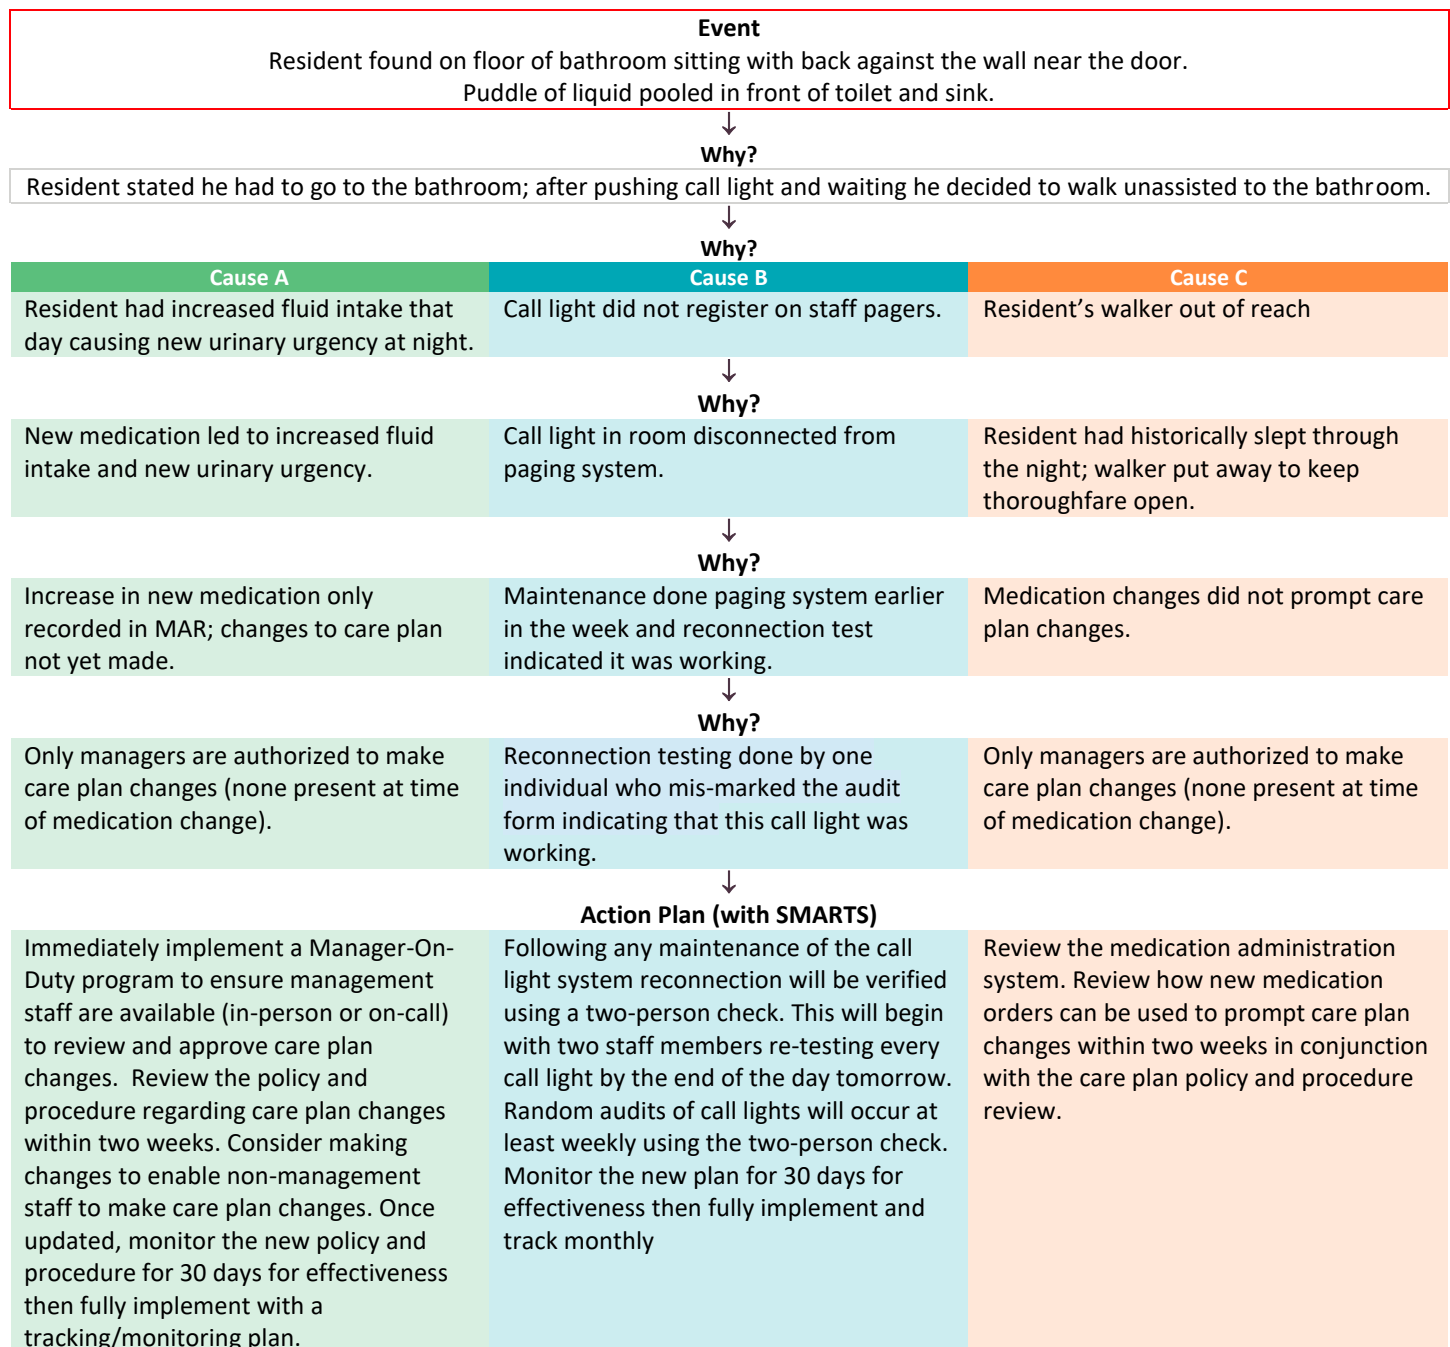 Event
Resident found on floor of bathroom sitting with back against the wall near the door.
Puddle of liquid pooled in front of toilet and sink.
↓
Why?
Resident stated he had to go to the bathroom; after pushing call light and waiting he decided to walk unassisted to the bathroom.
↓
Why?
Cause A
Resident had increased fluid intake that
day causing new urinary urgency at night.
Cause B
Call light did not register on staff pagers.
Cause C
Resident's walker out of reach
↓
Why?
New medication led to increased fluid
intake and new urinary urgency.
Call light in room disconnected from
paging system.
Resident had historically slept through
the night; walker put away to keep
thoroughfare open.
↓
Why?
Increase in new medication only
recorded in MAR; changes to care plan
not yet made.
Maintenance done paging system earlier
in the week and reconnection test
indicated it was working.
Medication changes did not prompt care
plan changes.
↓
Why?
Only managers are authorized to make
care plan changes (none present at time
of medication change).
Reconnection testing done by one
individual who mis-marked the audit
form indicating that this call light was
working.
Only managers are authorized to make
care plan changes (none present at time
of medication change).
↓
Action Plan (with SMARTS)
Immediately implement a Manager-On-
Duty program to ensure management
staff are available (in-person or on-call)
to review and approve care plan
changes.  Review the policy and
procedure regarding care plan changes
within two weeks. Consider making
changes to enable non-management
staff to make care plan changes. Once
updated, monitor the new policy and
procedure for 30 days for effectiveness
then fully implement with a
tracking/monitoring plan.
Following any maintenance of the call
light system reconnection will be verified
using a two-person check. This will begin
with two staff members re-testing every
call light by the end of the day tomorrow.
Random audits of call lights will occur at
least weekly using the two-person check.
Monitor the new plan for 30 days for
effectiveness then fully implement and
track monthly
Review the medication administration
system. Review how new medication
orders can be used to prompt care plan
changes within two weeks in conjunction
with the care plan policy and procedure
review.